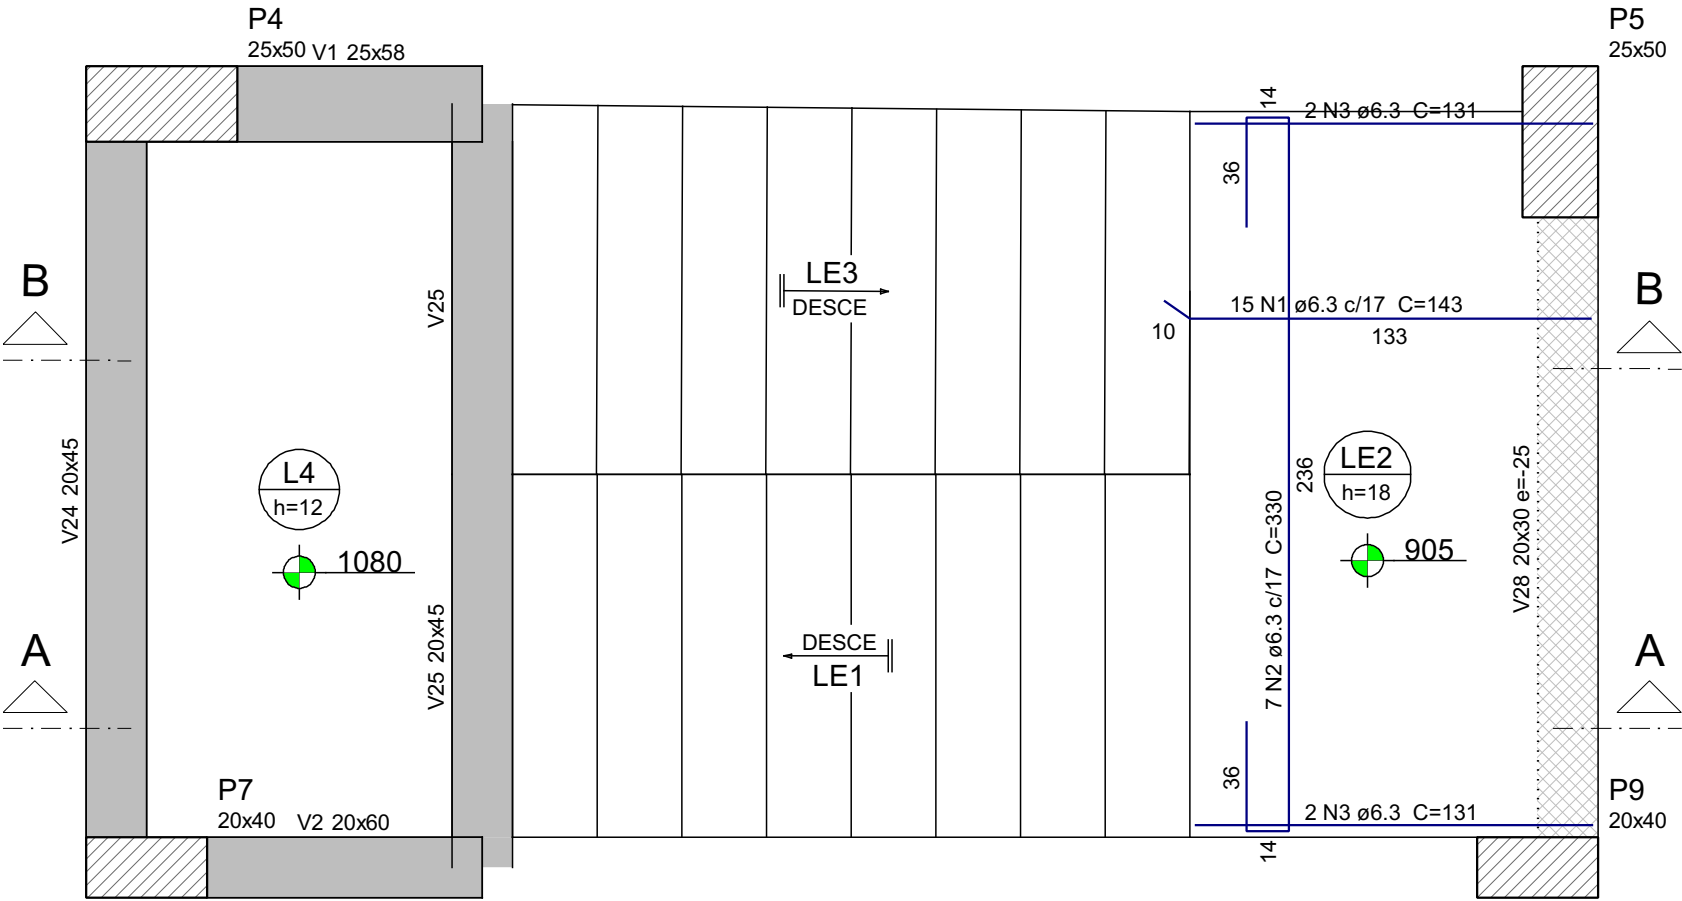 P4
25x50 V1 25x58
P5
25x50
14
2 N3 ø6.3 C=131
36
B
LE3
DESCE
V25
15 N1 ø6.3 c/17 C=143
10
133
B
V24 20x45
L4
h=12
1080
236
LE2
h=18
905
V28 20x30 e=-25
7 N2 ø6.3 c/17 C=330
A
V25 20x45
DESCE
LE1
A
36
P7
20x40 V2 20x60
2 N3 ø6.3 C=131
14
P9
20x40